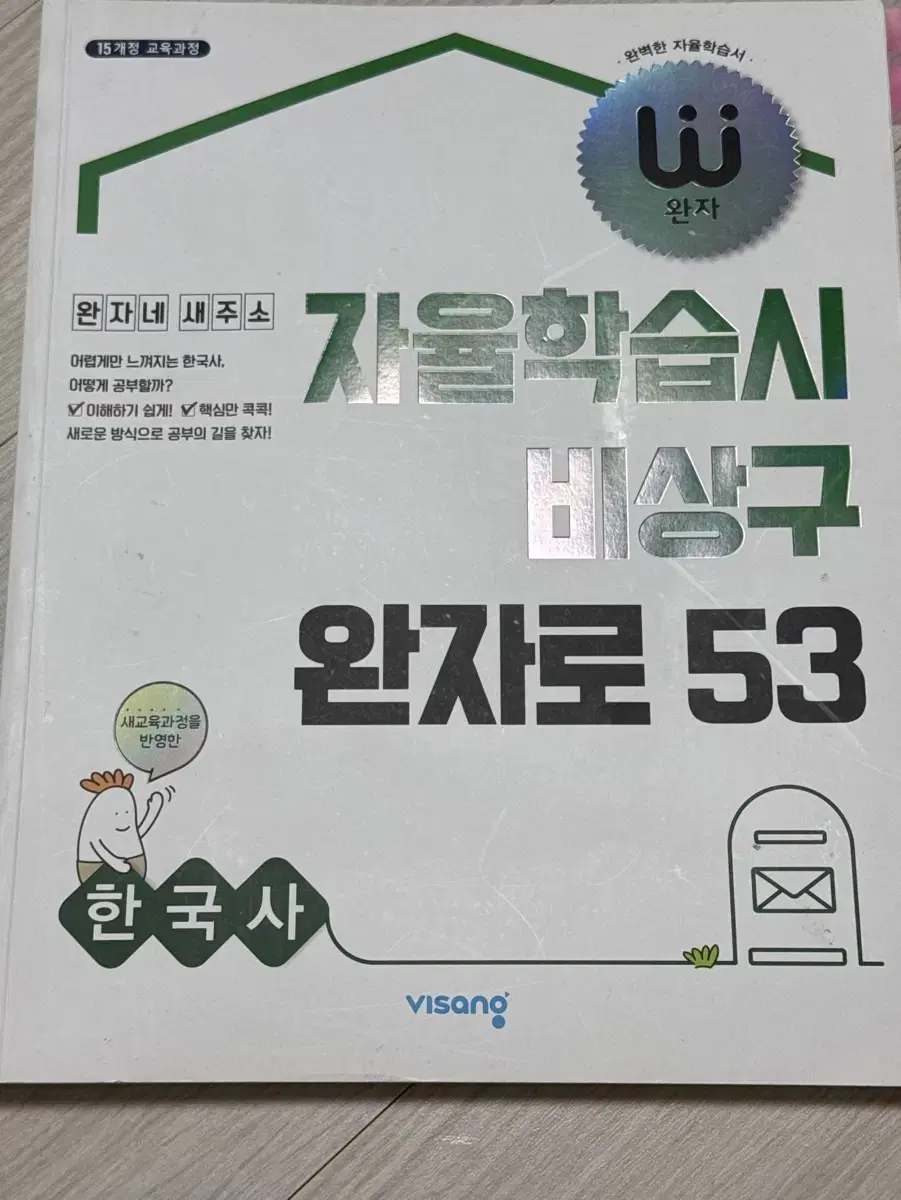 15개정 교육과정
· 완벽한 자율학습서 ·
완자
완자네 새주소
어렵게만 느껴지는 한국사,
어떻게 공부할까?
이해하기 쉽게! 핵심만 콕콕!
새로운 방식으로 공부의 길을 찾자!
자율학습시
비상구
완자로 53
새교육과정을
반영한
한국사
visang